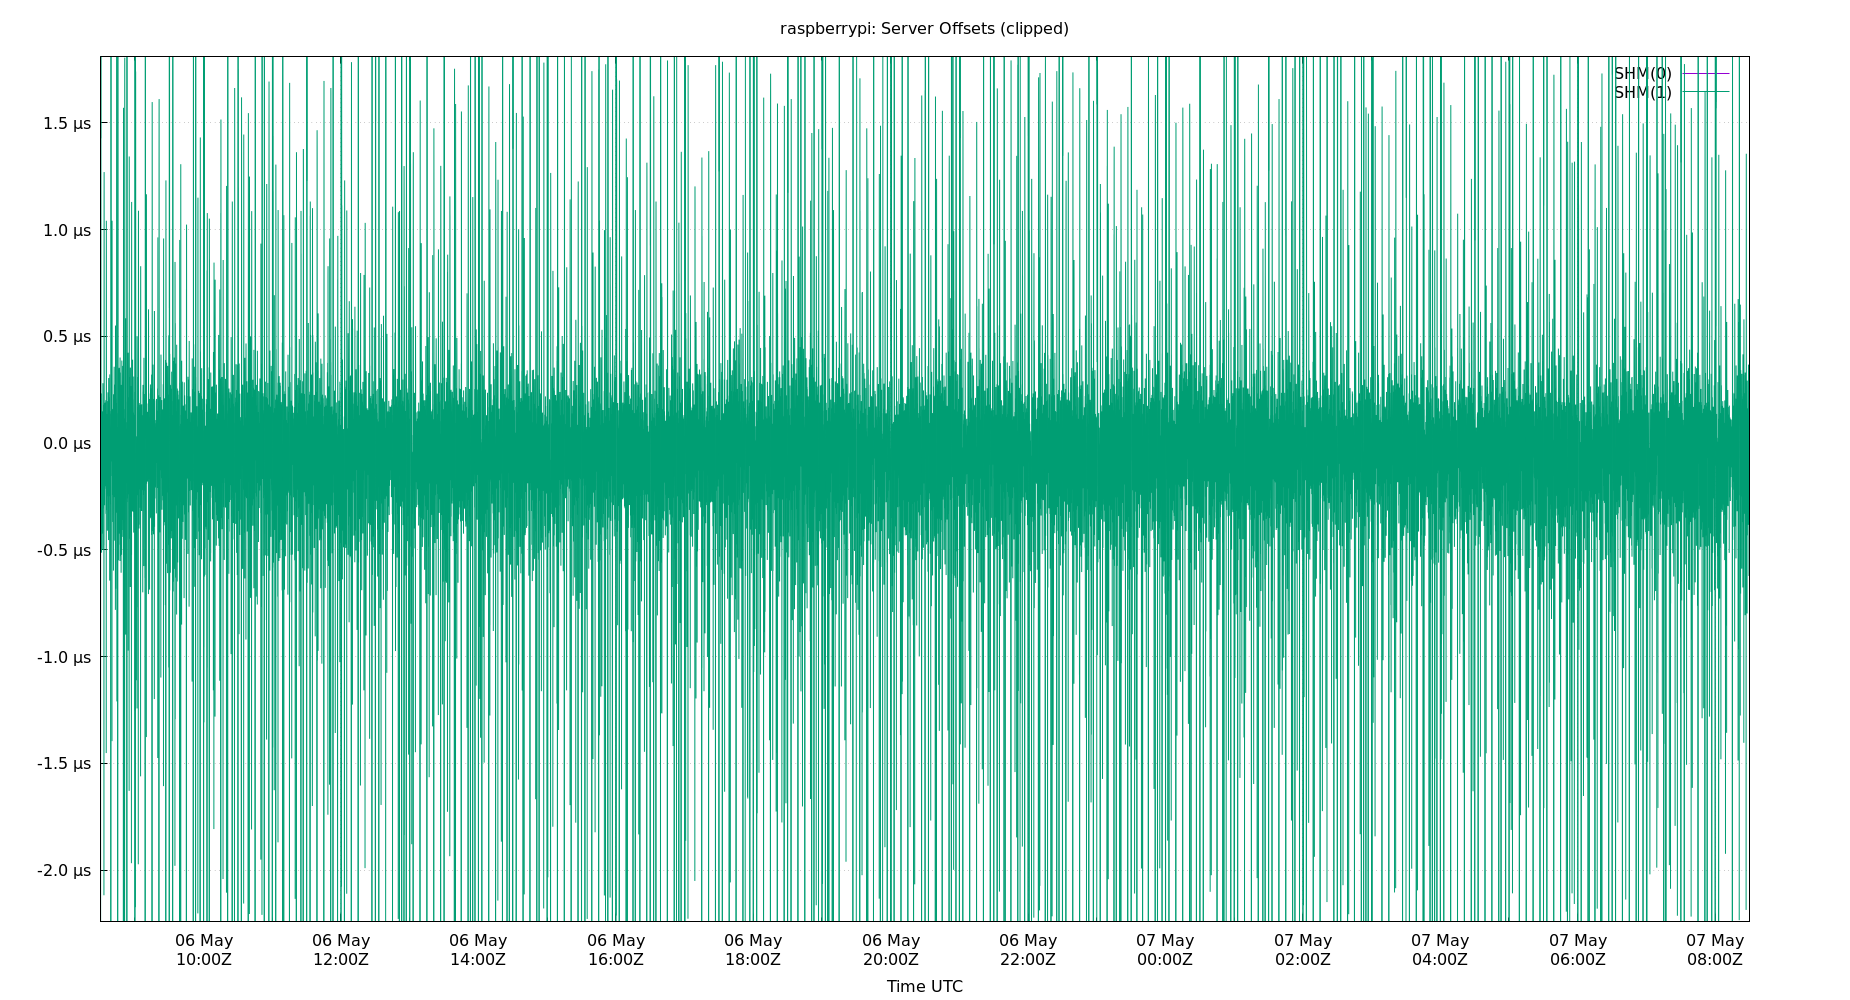 raspberrypi: Server Offsets (clipped)
SHM(0)
SHM(1)
1.5 µs
1.0 µs
0.5 µs
0.0 µs
-0.5 µs
-1.0 µs
-1.5 µs
-2.0 µs
06 May 06 May 06 May 06 May 06 May 06 May 06 May 07 May 07 May 07 May 07 May 07 May
10:00Z 12:00Z 14:00Z 16:00Z 18:00Z 20:00Z 22:00Z 00:00Z 02:00Z 04:00Z 06:00Z 08:00Z
Time UTC